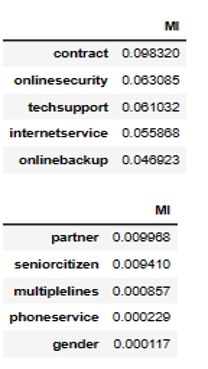 MI
contract 0.098320
onlinesecurity 0.063085
techsupport 0.061032
internetservice 0.055868
onlinebackup 0.046923
MI
partner 0.009968
seniorcitizen 0.009410
multiplelines 0.000857
phoneservice 0.000229
gender 0.000117